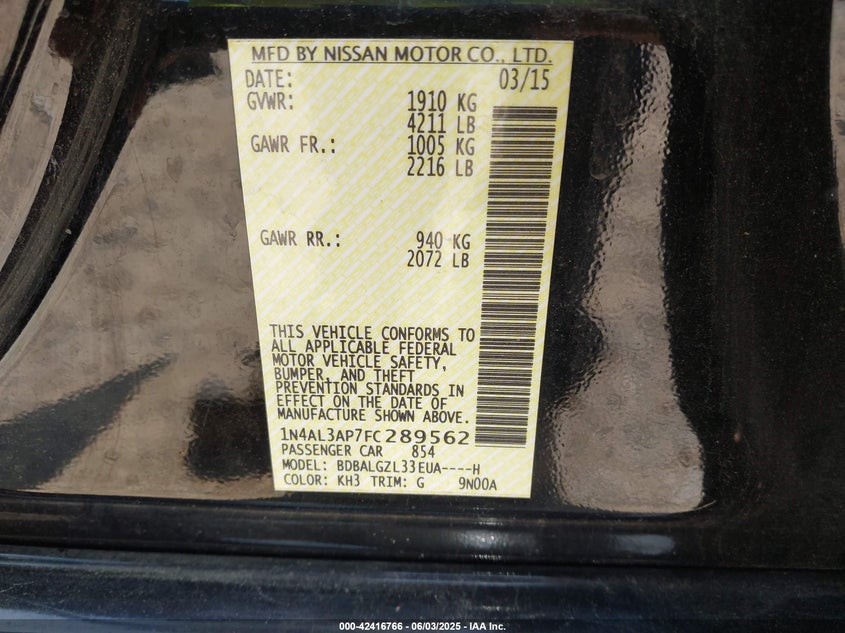 MFD BY NISSAN MOTOR CO., LTD.
DATE: 03/15
GVWR: 1910 KG
4211 LB
GAWR FR.: 1005 KG
2216 LB
GAWR RR.: 940 KG
2072 LB
THIS VEHICLE CONFORMS TO
ALL APPLICABLE FEDERAL
MOTOR VEHICLE SAFETY,
BUMPER, AND THEFT
PREVENTION STANDARDS IN
EFFECT ON THE DATE OF
MANUFACTURE SHOWN ABOVE.
1N4AL3AP7FC289562
PASSENGER CAR 854
MODEL: BDBALGZL33EUA----H
COLOR: KH3 TRIM: G 9N00A
000-42416766 - 06/03/2025 - IAA Inc.